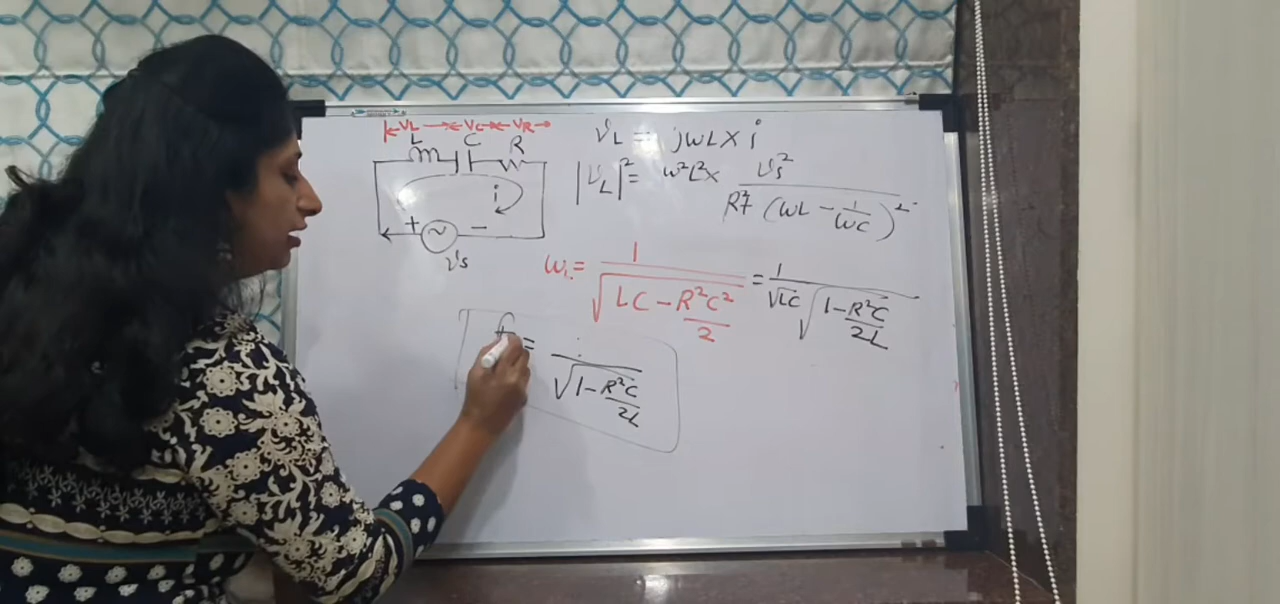 VL VC VR
L C R
i
+ −
vs
vL = jωL × i
|vL|² = ω²L² × vs² / R² + (ωL − 1/ωC)²
ωL = 1 / √(LC − R²C²/2) = 1 / √LC √(1 − R²C/2L)
f = 1 / √(1 − R²C/2L)